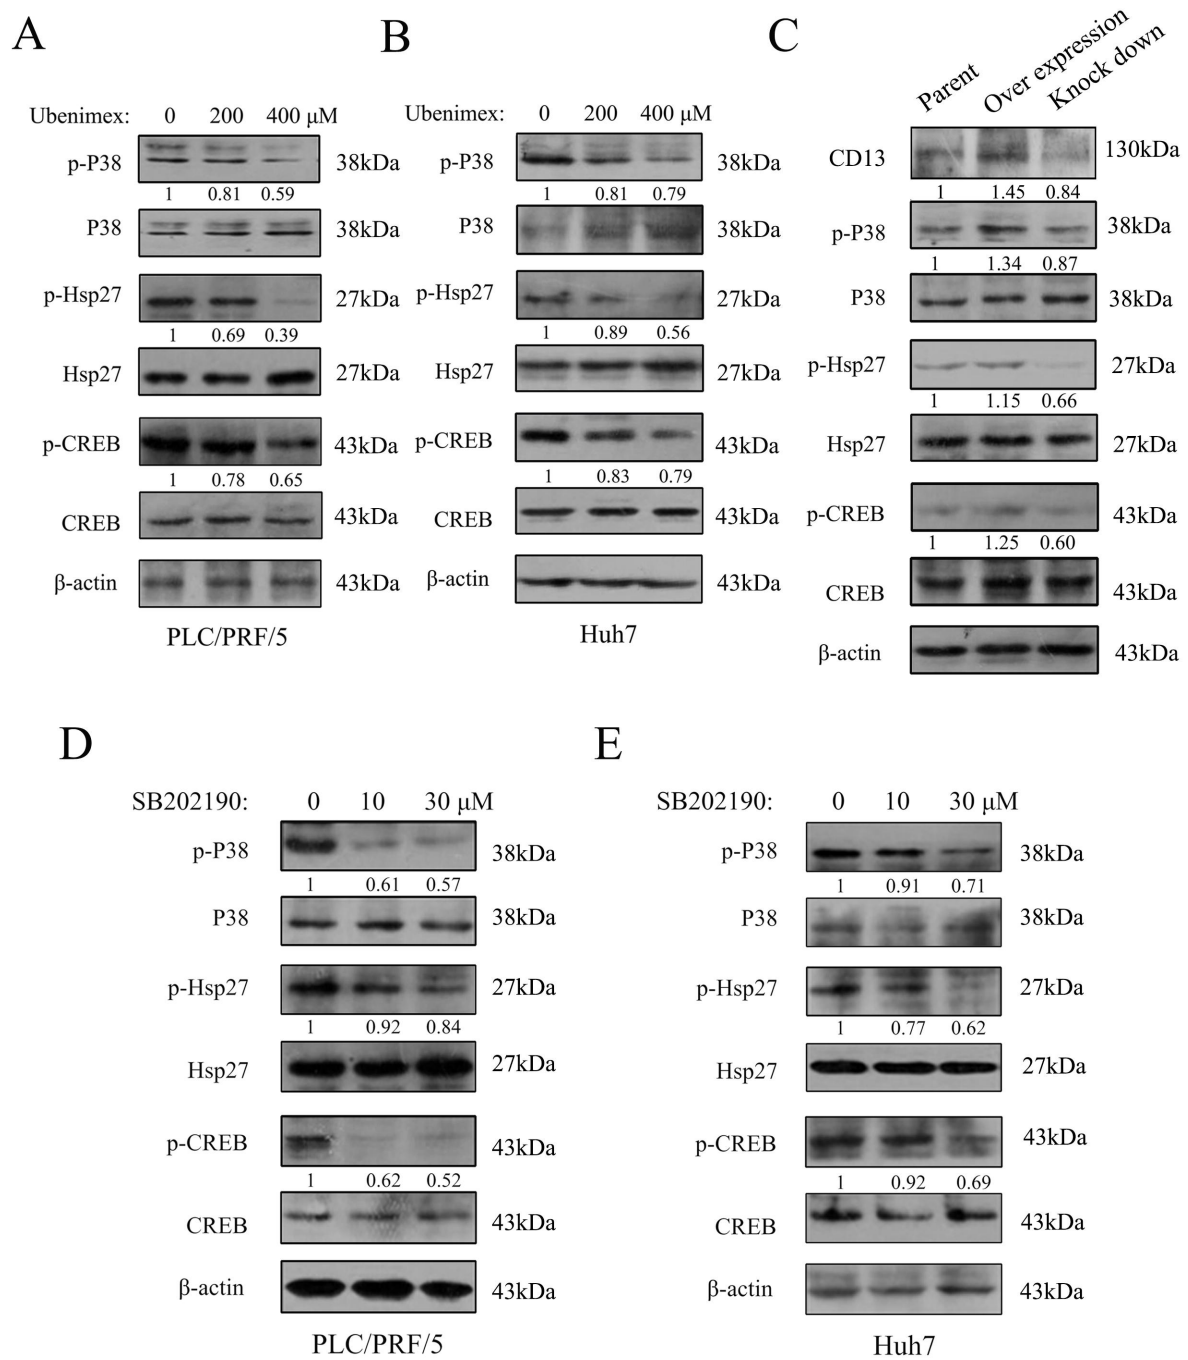 A
Ubenimex: 0 200 400 μM
p-P38 38kDa
1 0.81 0.59
P38 38kDa
p-Hsp27 27kDa
1 0.69 0.39
Hsp27 27kDa
p-CREB 43kDa
1 0.78 0.65
CREB 43kDa
β-actin 43kDa
PLC/PRF/5
B
Ubenimex: 0 200 400 μM
p-P38 38kDa
1 0.81 0.79
P38 38kDa
p-Hsp27 27kDa
1 0.89 0.56
Hsp27 27kDa
p-CREB 43kDa
1 0.83 0.79
CREB 43kDa
β-actin 43kDa
Huh7
C
Parent Over expression Knock down
CD13 130kDa
1 1.45 0.84
p-P38 38kDa
1 1.34 0.87
P38 38kDa
p-Hsp27 27kDa
1 1.15 0.66
Hsp27 27kDa
p-CREB 43kDa
1 1.25 0.60
CREB 43kDa
β-actin 43kDa
D
SB202190: 0 10 30 μM
p-P38 38kDa
1 0.61 0.57
P38 38kDa
p-Hsp27 27kDa
1 0.92 0.84
Hsp27 27kDa
p-CREB 43kDa
1 0.62 0.52
CREB 43kDa
β-actin 43kDa
PLC/PRF/5
E
SB202190: 0 10 30 μM
p-P38 38kDa
1 0.91 0.71
P38 38kDa
p-Hsp27 27kDa
1 0.77 0.62
Hsp27 27kDa
p-CREB 43kDa
1 0.92 0.69
CREB 43kDa
β-actin 43kDa
Huh7